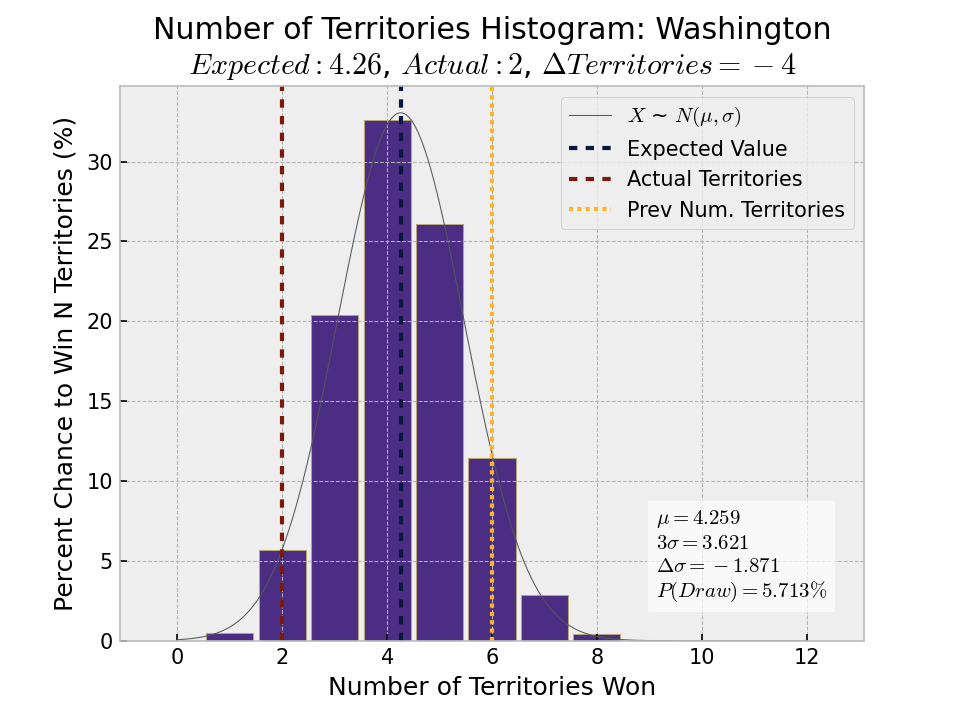 Number of Territories Histogram: Washington
Expected : 4.26, Actual : 2, ΔTerritories = − 4
Percent Chance to Win N Territories (%)
30
25
20
15
10
5
0
X ~ N(μ, σ)
Expected Value
Actual Territories
Prev Num. Territories
μ = 4.259
3σ = 3.621
Δσ = − 1.871
P(Draw) = 5.713%
0 2 4 6 8 10 12
Number of Territories Won